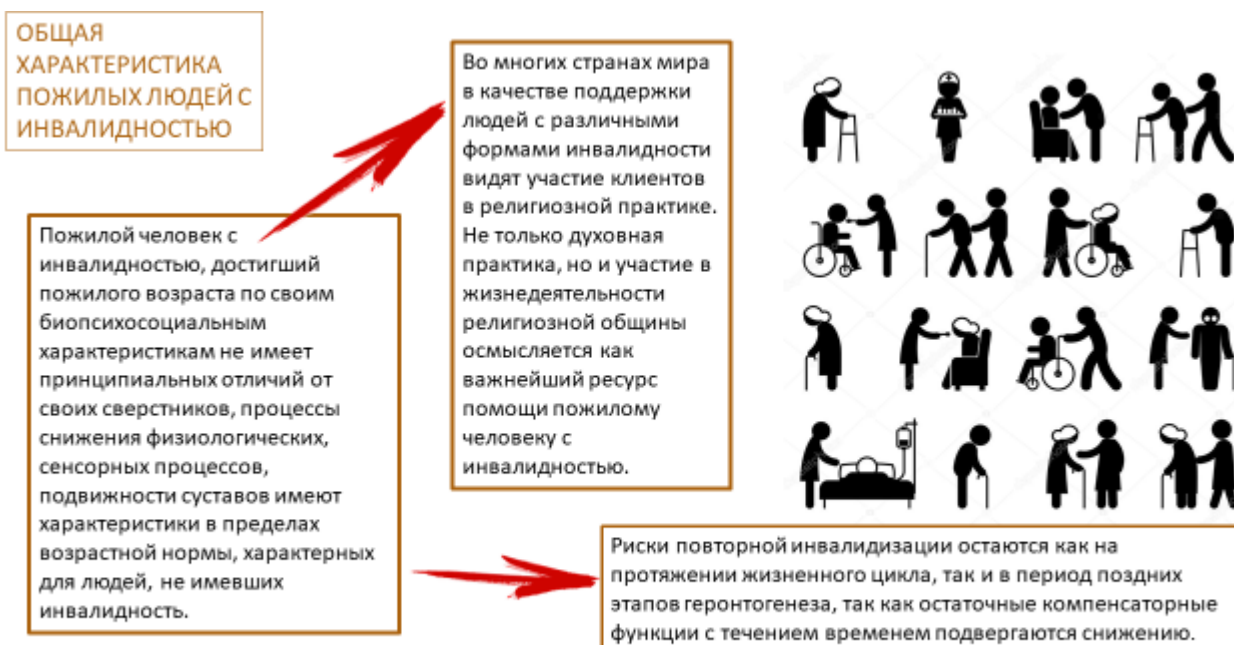 ОБЩАЯ
ХАРАКТЕРИСТИКА
ПОЖИЛЫХ ЛЮДЕЙ С
ИНВАЛИДНОСТЬЮ
Пожилой человек с
инвалидностью, достигший
пожилого возраста по своим
биопсихосоциальным
характеристикам не имеет
принципиальных отличий от
своих сверстников, процессы
снижения физиологических,
сенсорных процессов,
подвижности суставов имеют
характеристики в пределах
возрастной нормы, характерных
для людей, не имевших
инвалидность.
Во многих странах мира
в качестве поддержки
людей с различными
формами инвалидности
видят участие клиентов
в религиозной практике.
Не только духовная
практика, но и участие в
жизнедеятельности
религиозной общины
осмысляется как
важнейший ресурс
помощи пожилому
человеку с
инвалидностью.
Риски повторной инвалидизации остаются как на
протяжении жизненного цикла, так и в период поздних
этапов геронтогенеза, так как остаточные компенсаторные
функции с течением временем подвергаются снижению.